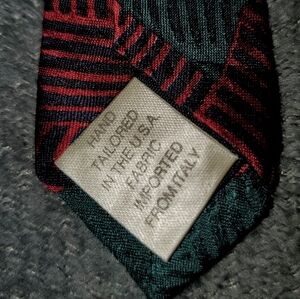 HAND
TAILORED
IN THE U.S.A.
FABRIC
IMPORTED
FROM ITALY